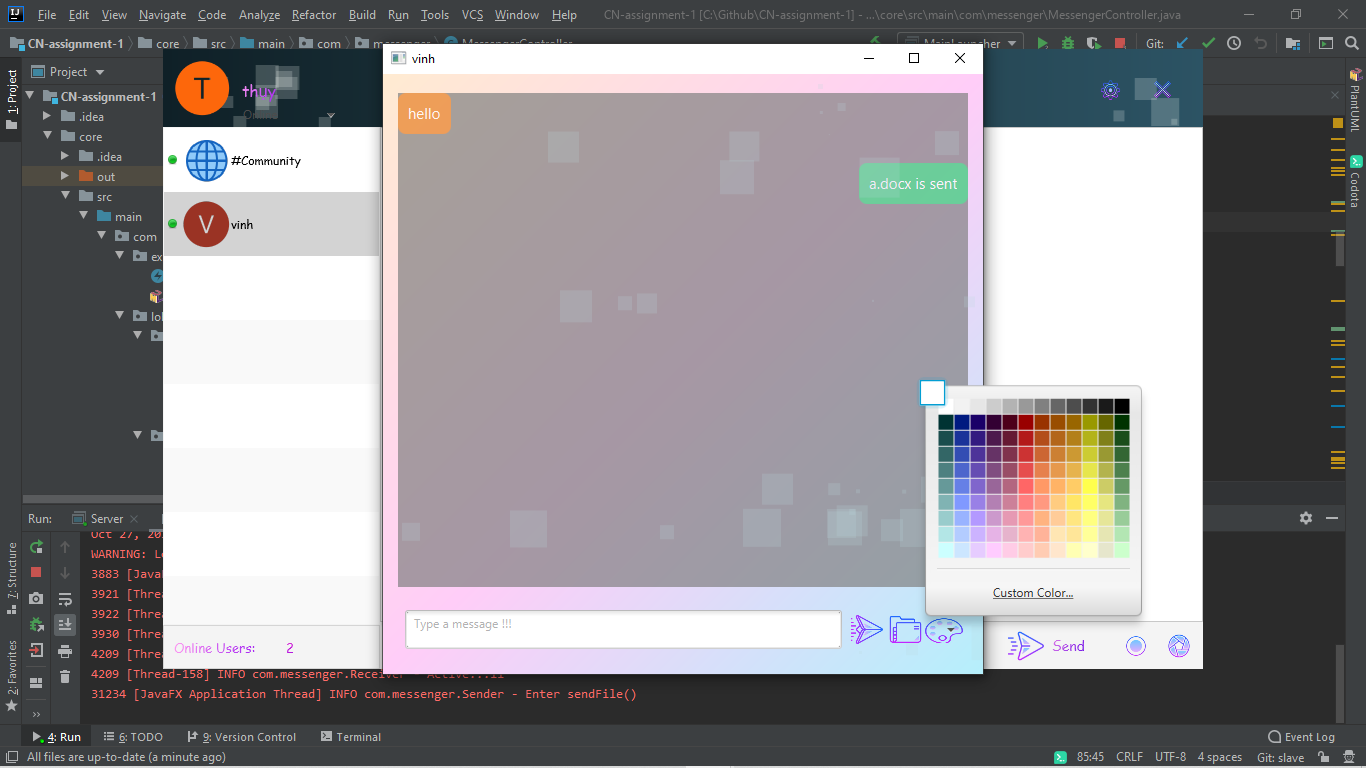 File Edit View Navigate Code Analyze Refactor Build Run Tools VCS Window Help CN-assignment-1 [C:\Github\CN-assignment-1] - ...\core\src\main\com\messenger\MessengerController.java
CN-assignment-1 core src main com messenger MessengerController MainLauncher Git:
1: Project
Project
CN-assignment-1
.idea
core
.idea
out
src
main
com
ex
lol
7: Structure
2: Favorites
PlantUML
Codota
T
thuy
Online
#Community
V
vinh
Online Users: 2
vinh
hello
a.docx is sent
Type a message !!!
Custom Color...
Send
Run: Server
Oct 27, 20
WARNING: Lo
3883 [Java
3921 [Thre
3922 [Thre
3930 [Thre
4209 [Thre
4209 [Thread-158] INFO com.messenger.Receiver - Active...11
31234 [JavaFX Application Thread] INFO com.messenger.Sender - Enter sendFile()
4: Run 6: TODO 9: Version Control Terminal Event Log
All files are up-to-date (a minute ago) 85:45 CRLF UTF-8 4 spaces Git: slave